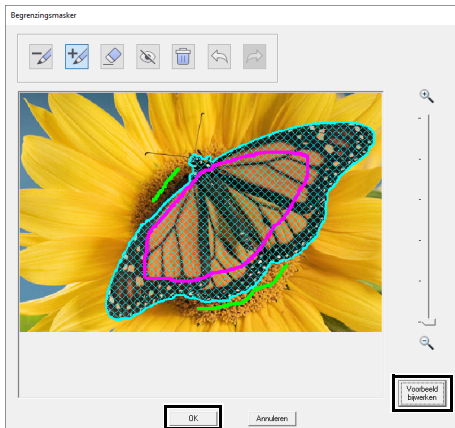 Begrenzingsmasker
Voorbeeld
bijwerken
OK
Annuleren